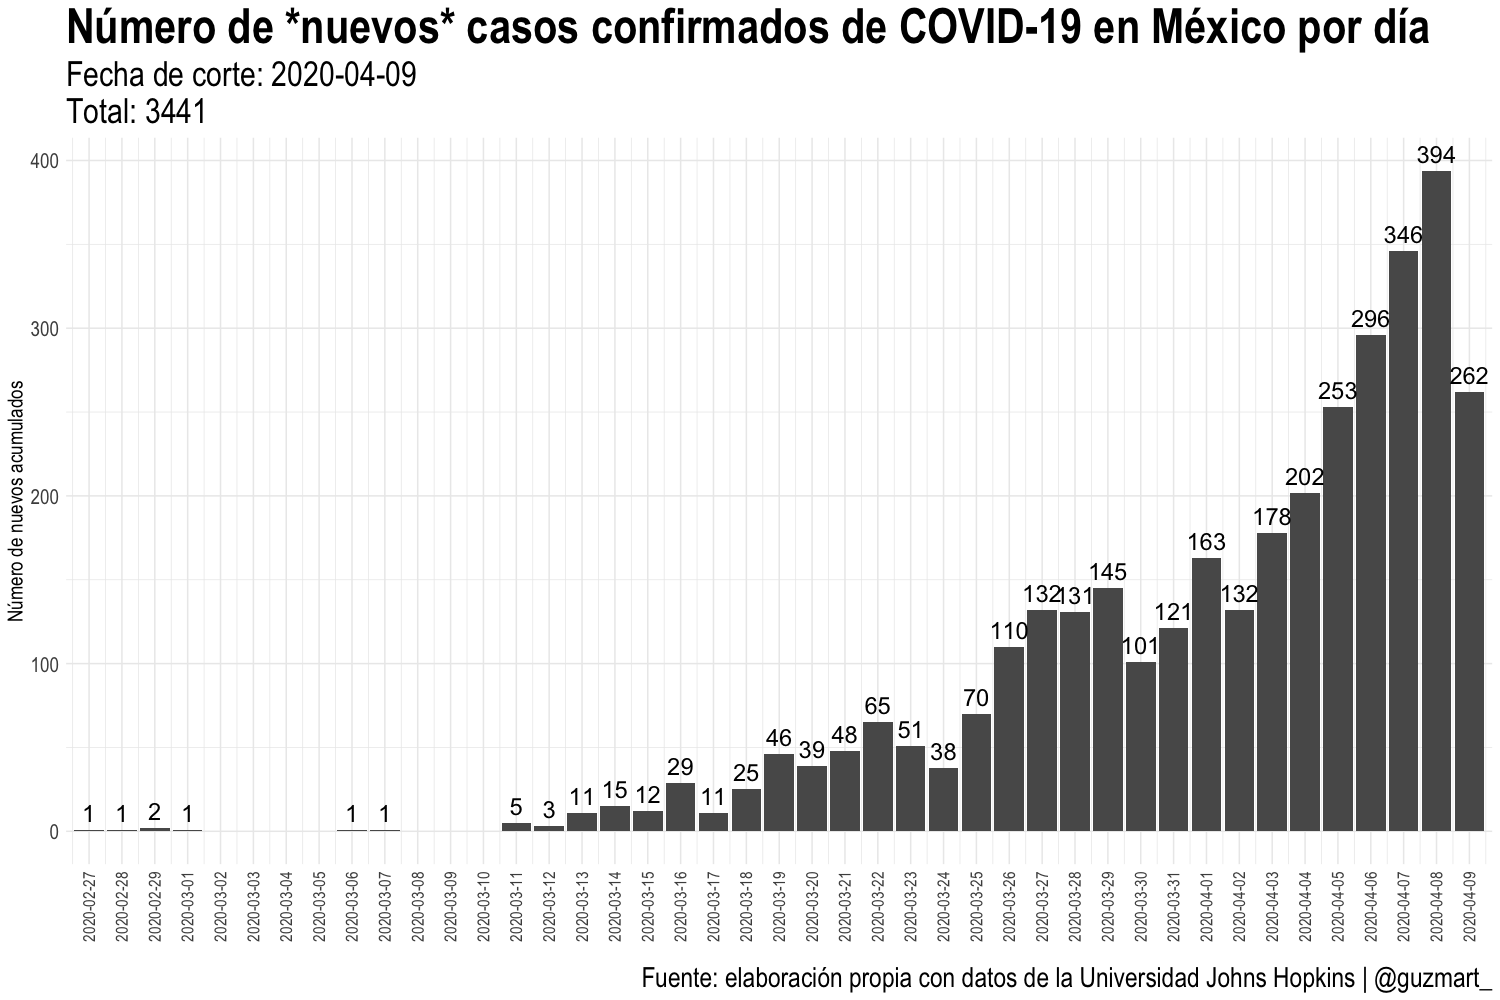 Número de *nuevos* casos confirmados de COVID-19 en México por día
Fecha de corte: 2020-04-09
Total: 3441
Número de nuevos acumulados
400
300
200
100
0
1 1 2 1 1 1 5 3 11 15 12 29 11 25 46 39 48 65 51 38 70 110 132 131 145 101 121 163 132 178 202 253 296 346 394 262
2020-02-27 2020-02-28 2020-02-29 2020-03-01 2020-03-02 2020-03-03 2020-03-04 2020-03-05 2020-03-06 2020-03-07 2020-03-08 2020-03-09 2020-03-10 2020-03-11 2020-03-12 2020-03-13 2020-03-14 2020-03-15 2020-03-16 2020-03-17 2020-03-18 2020-03-19 2020-03-20 2020-03-21 2020-03-22 2020-03-23 2020-03-24 2020-03-25 2020-03-26 2020-03-27 2020-03-28 2020-03-29 2020-03-30 2020-03-31 2020-04-01 2020-04-02 2020-04-03 2020-04-04 2020-04-05 2020-04-06 2020-04-07 2020-04-08 2020-04-09
Fuente: elaboración propia con datos de la Universidad Johns Hopkins | @guzmart_